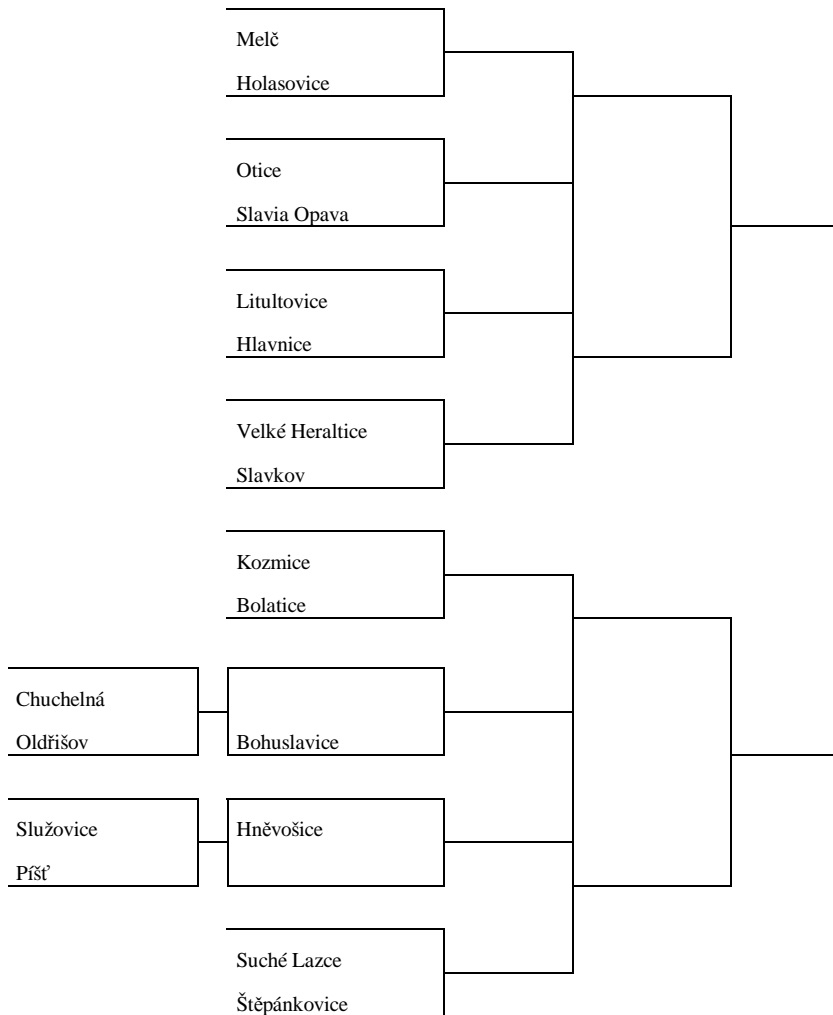 Melč
Holasovice
Otice
Slavia Opava
Litultovice
Hlavnice
Velké Heraltice
Slavkov
Kozmice
Bolatice
Chuchelná
Oldřišov
Bohuslavice
Služovice
Píšť
Hněvošice
Suché Lazce
Štěpánkovice